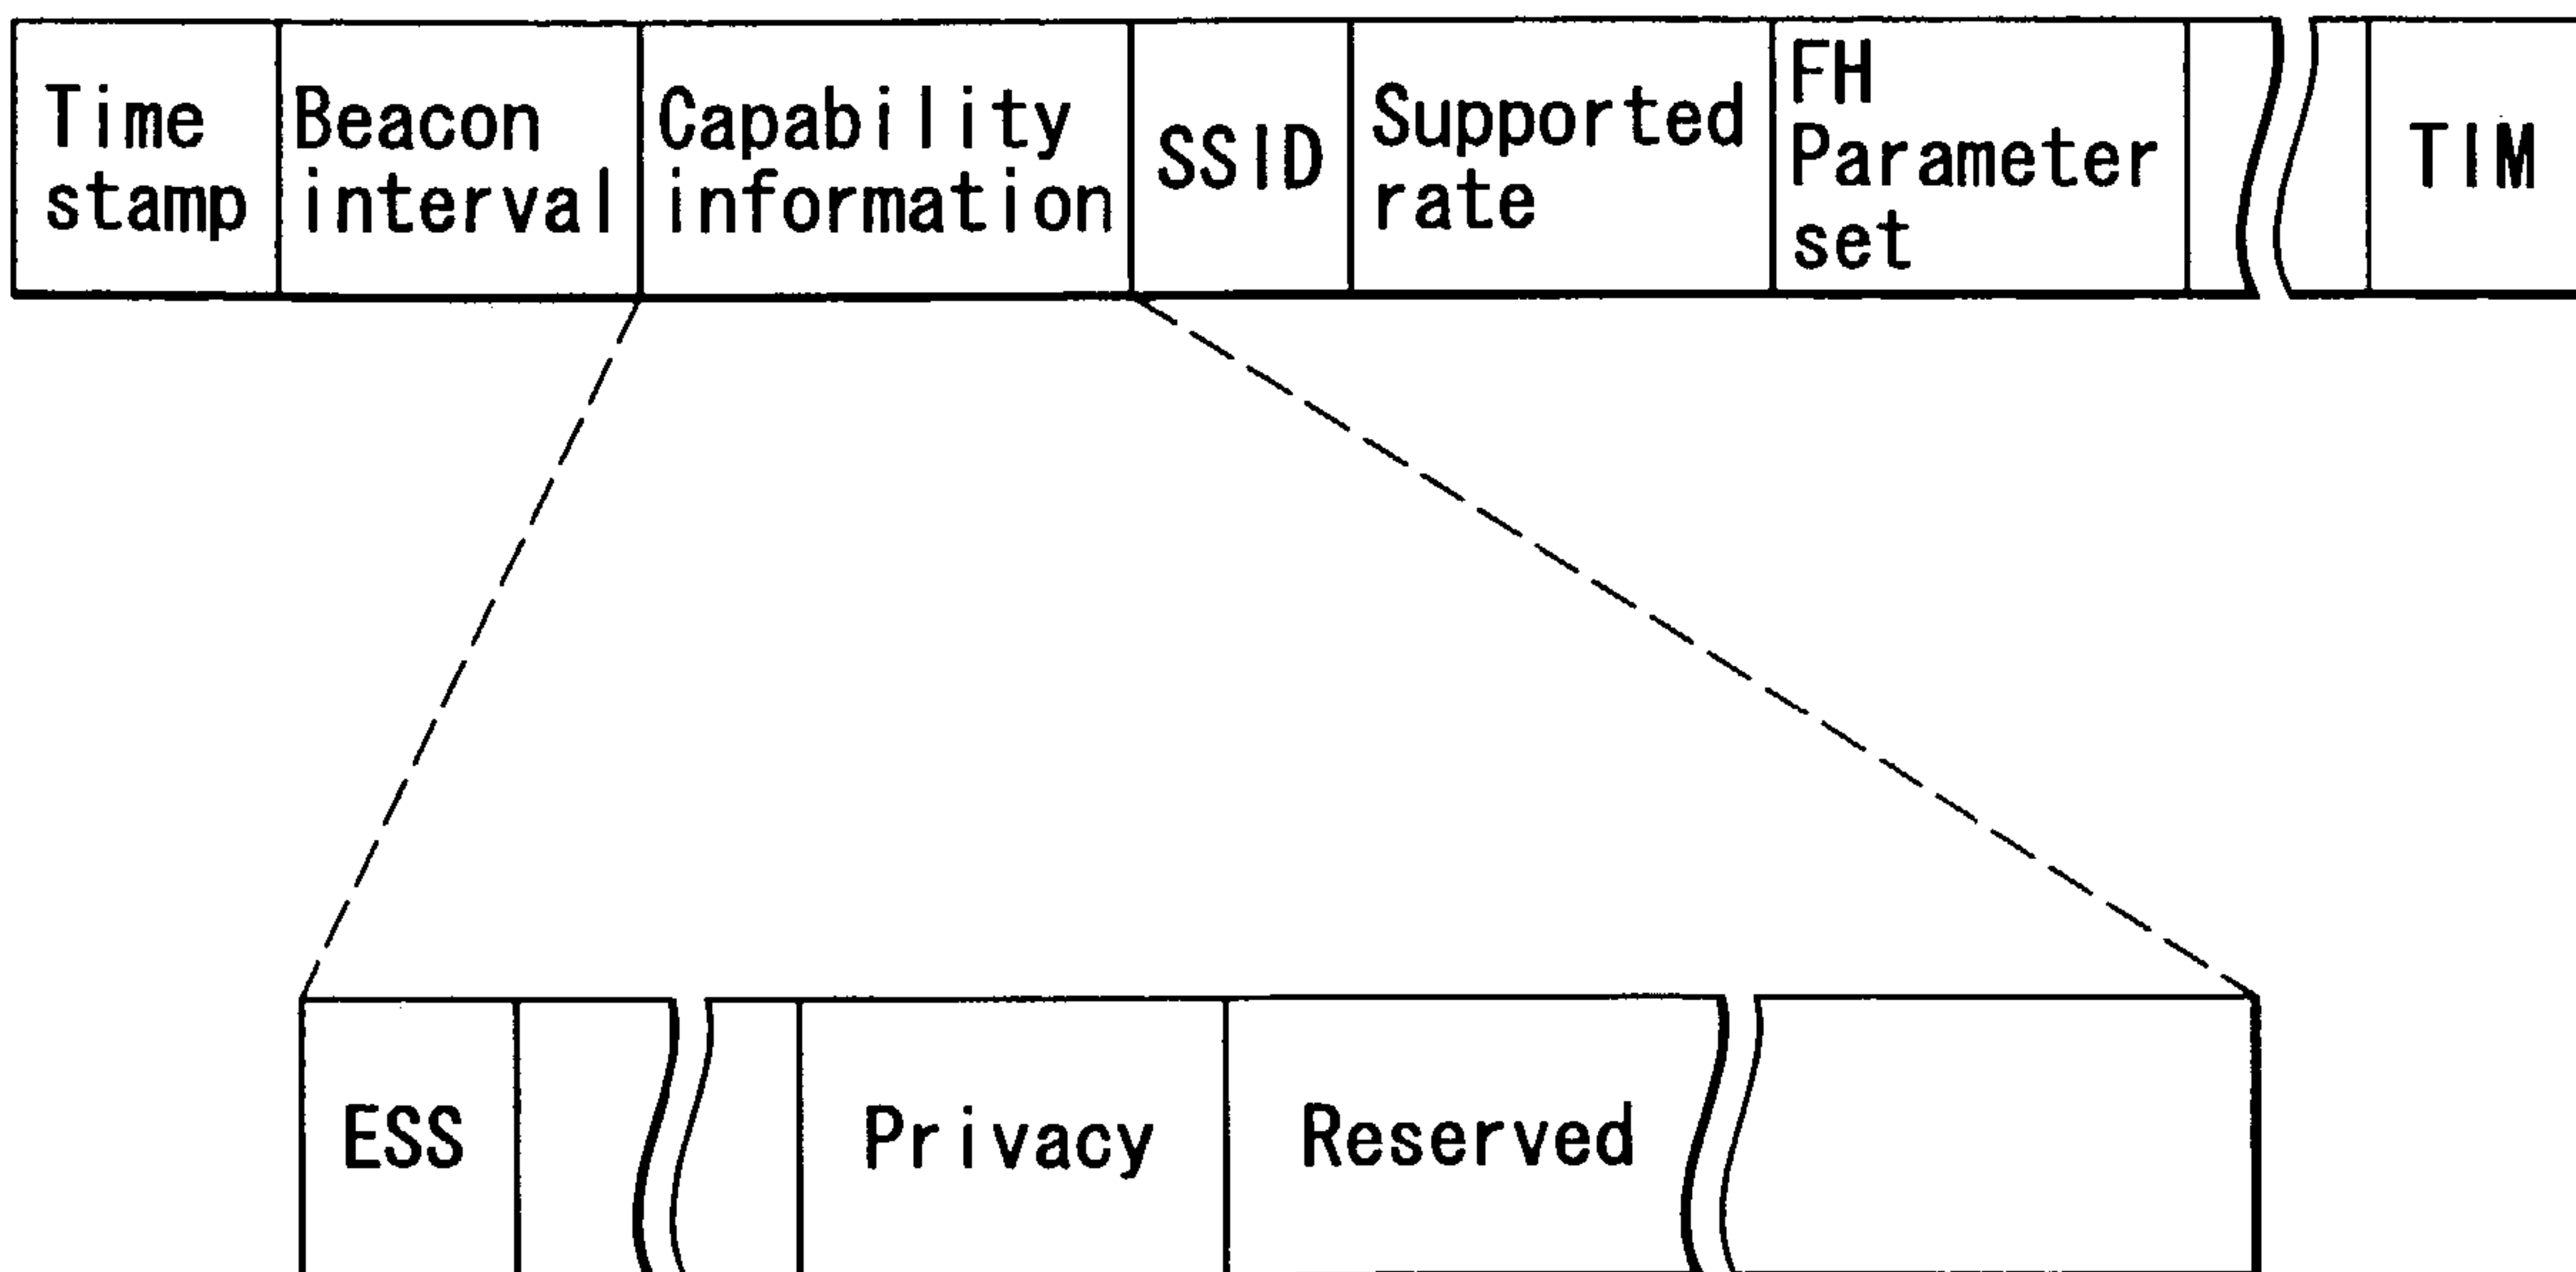 Time
stamp
Beacon
interval
Capability
information
SSID
Supported
rate
FH
Parameter
set
TIM
ESS
Privacy
Reserved